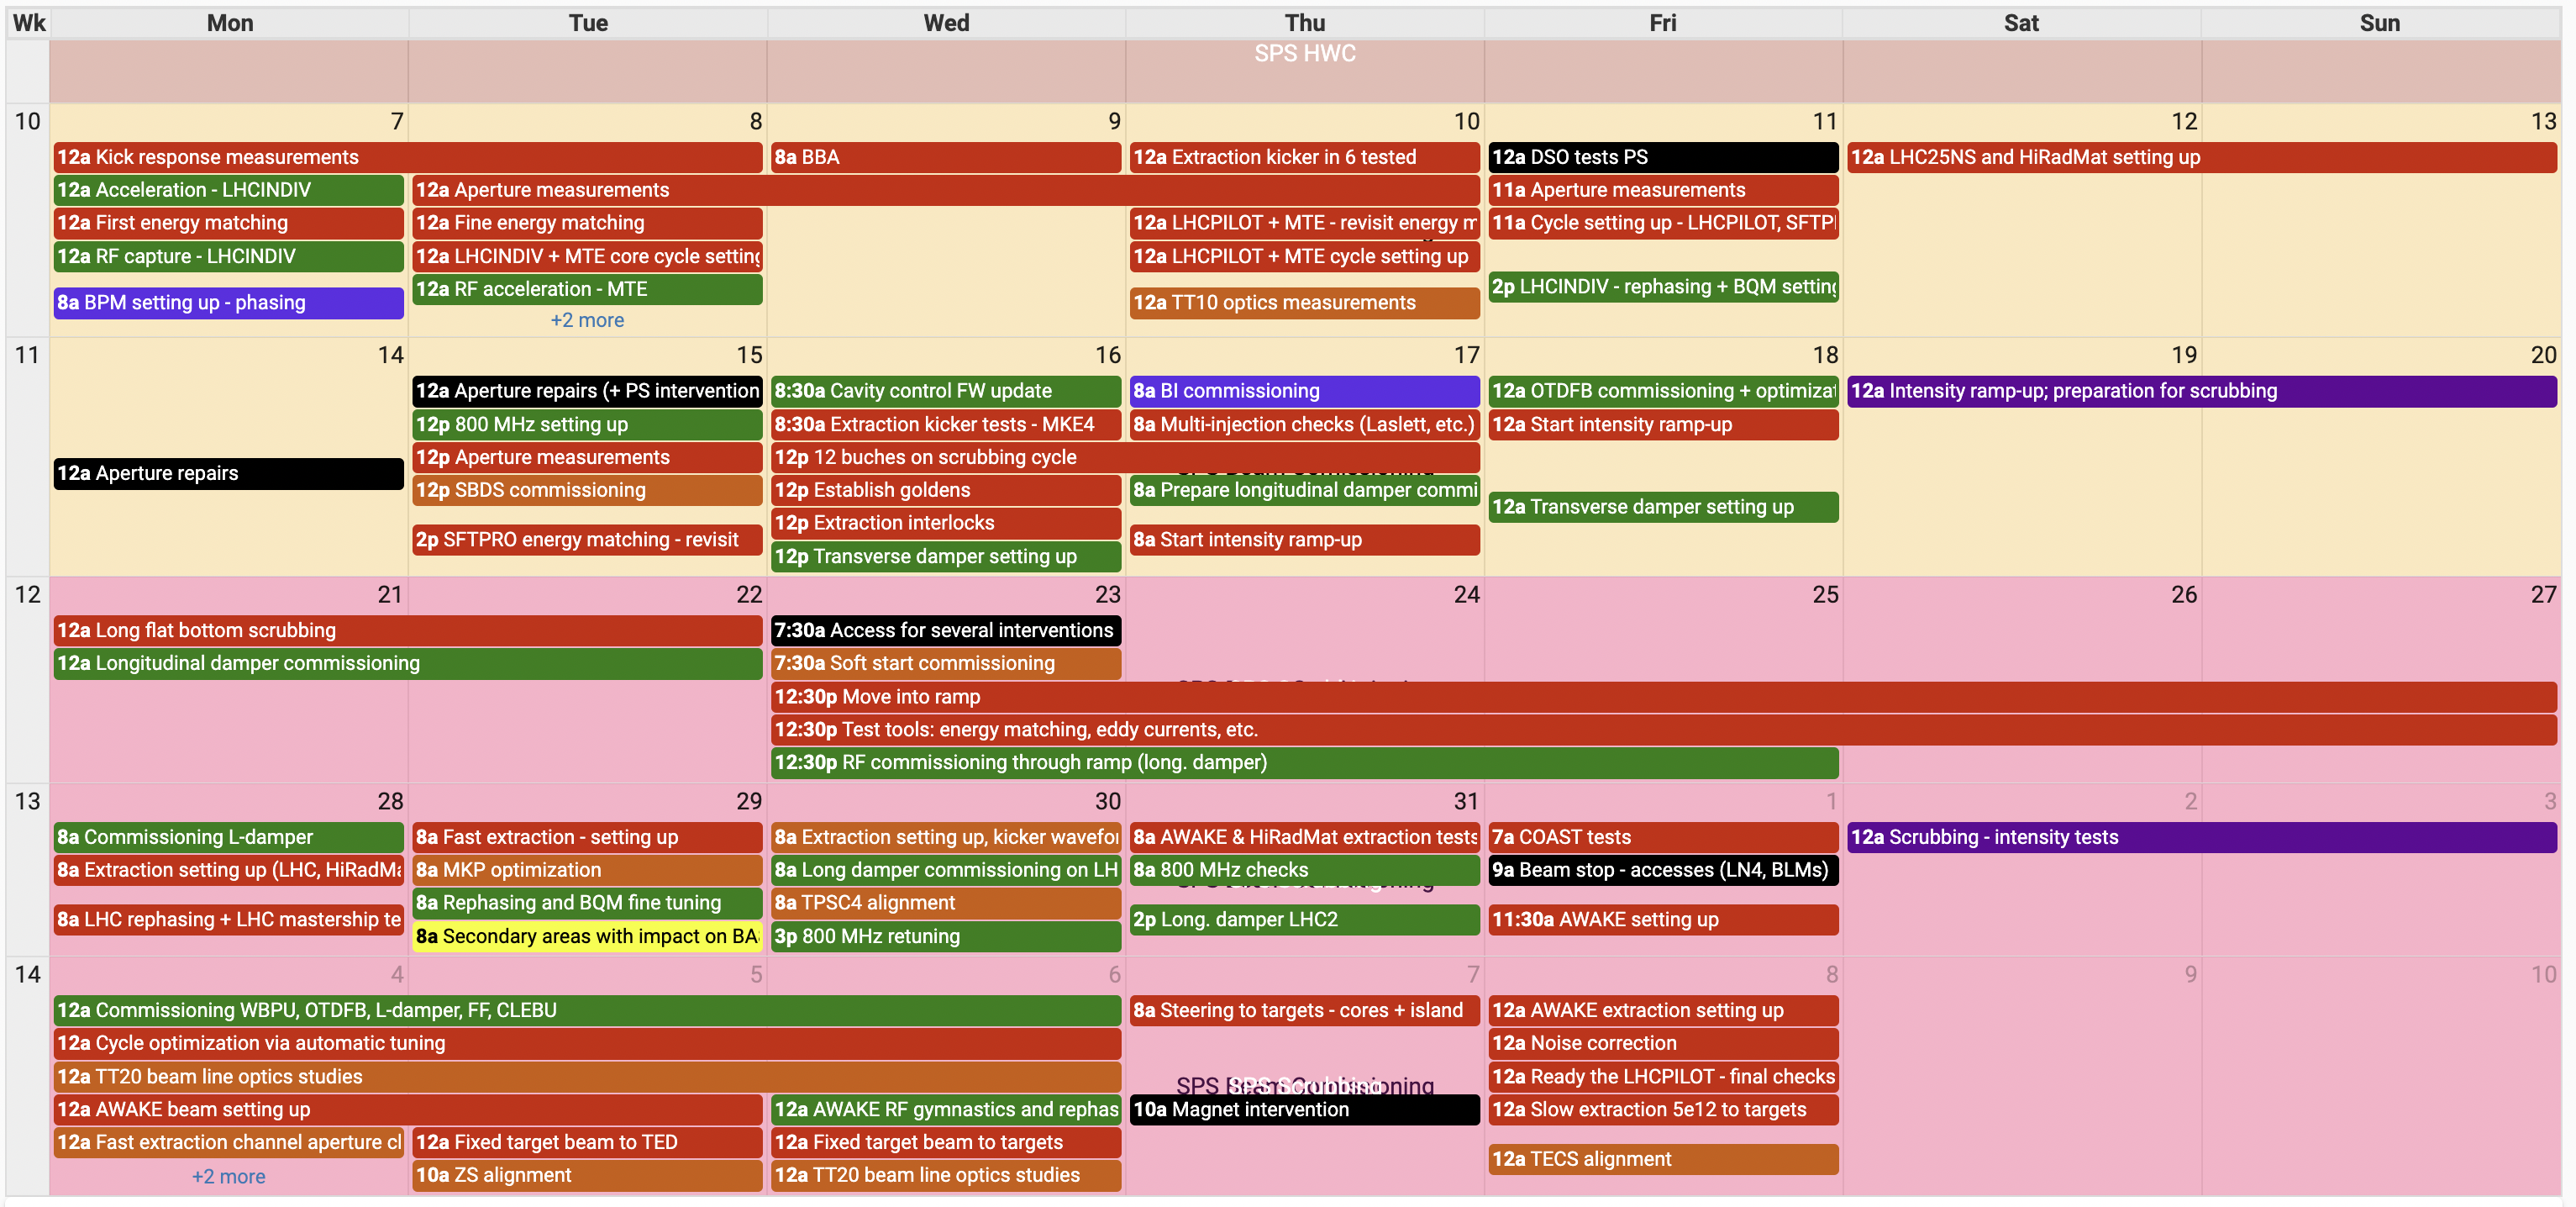 Wk Mon Tue Wed Thu Fri Sat Sun
SPS HWC
10 7 8 9 10 11 12 13
12a Kick response measurements
8a BBA
12a Extraction kicker in 6 tested
12a DSO tests PS
12a LHC25NS and HiRadMat setting up
12a Acceleration - LHCINDIV
12a Aperture measurements
11a Aperture measurements
12a First energy matching
12a Fine energy matching
12a LHCPILOT + MTE - revisit energy m
11a Cycle setting up - LHCPILOT, SFTP
12a RF capture - LHCINDIV
12a LHCINDIV + MTE core cycle setting
12a LHCPILOT + MTE cycle setting up
8a BPM setting up - phasing
12a RF acceleration - MTE
12a TT10 optics measurements
2p LHCINDIV - rephasing + BQM setting
+2 more
11 14 15 16 17 18 19 20
12a Aperture repairs (+ PS intervention
8:30a Cavity control FW update
8a BI commissioning
12a OTDFB commissioning + optimizat
12a Intensity ramp-up; preparation for scrubbing
12p 800 MHz setting up
8:30a Extraction kicker tests - MKE4
8a Multi-injection checks (Laslett, etc.)
12a Start intensity ramp-up
12a Aperture repairs
12p Aperture measurements
12p 12 buches on scrubbing cycle
12p SBDS commissioning
12p Establish goldens
8a Prepare longitudinal damper commi
12a Transverse damper setting up
12p Extraction interlocks
2p SFTPRO energy matching - revisit
8a Start intensity ramp-up
12p Transverse damper setting up
12 21 22 23 24 25 26 27
12a Long flat bottom scrubbing
7:30a Access for several interventions
12a Longitudinal damper commissioning
7:30a Soft start commissioning
12:30p Move into ramp
12:30p Test tools: energy matching, eddy currents, etc.
12:30p RF commissioning through ramp (long. damper)
13 28 29 30 31 1 2 3
8a Commissioning L-damper
8a Fast extraction - setting up
8a Extraction setting up, kicker wavefor
8a AWAKE & HiRadMat extraction tests
7a COAST tests
12a Scrubbing - intensity tests
8a Extraction setting up (LHC, HiRadMa
8a MKP optimization
8a Long damper commissioning on LH
8a 800 MHz checks
9a Beam stop - accesses (LN4, BLMs)
8a LHC rephasing + LHC mastership te
8a Rephasing and BQM fine tuning
8a TPSC4 alignment
2p Long. damper LHC2
11:30a AWAKE setting up
8a Secondary areas with impact on BA
3p 800 MHz retuning
14 4 5 6 7 8 9 10
12a Commissioning WBPU, OTDFB, L-damper, FF, CLEBU
8a Steering to targets - cores + island
12a AWAKE extraction setting up
12a Cycle optimization via automatic tuning
12a Noise correction
12a TT20 beam line optics studies
SPS Beam Comissioning
SPS Scrubbing
12a Ready the LHCPILOT - final checks
12a AWAKE beam setting up
12a AWAKE RF gymnastics and rephas
10a Magnet intervention
12a Slow extraction 5e12 to targets
12a Fast extraction channel aperture cl
12a Fixed target beam to TED
12a Fixed target beam to targets
12a TECS alignment
+2 more
10a ZS alignment
12a TT20 beam line optics studies